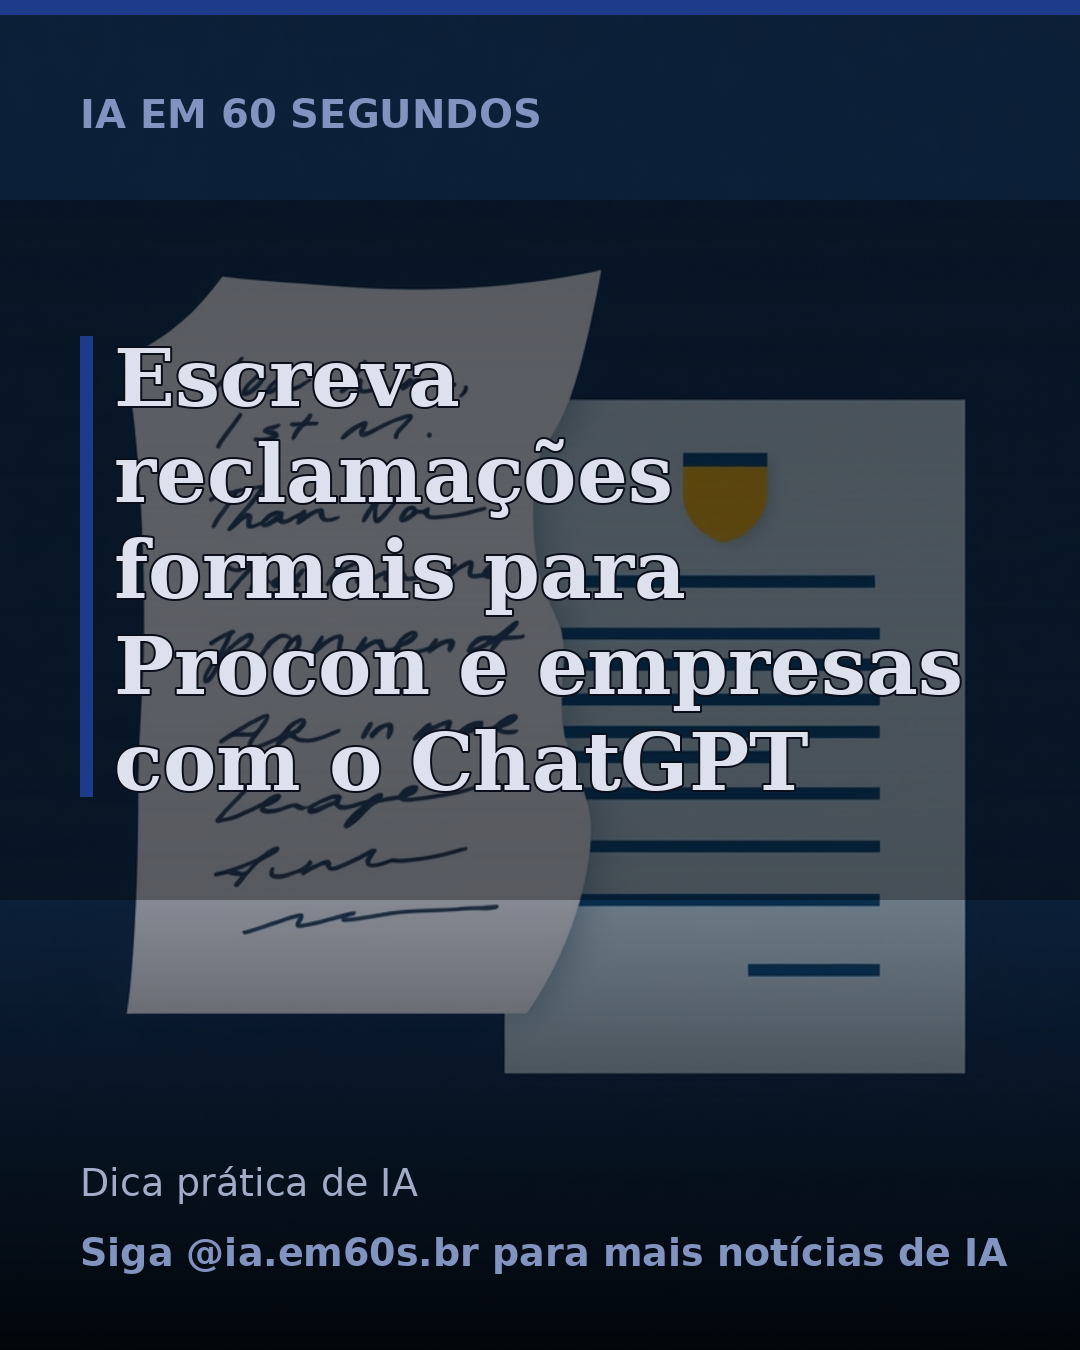 IA EM 60 SEGUNDOS
Escreva
reclamações
formais para
Procon e empresas
com o ChatGPT
Dica prática de IA
Siga @ia.em60s.br para mais notícias de IA